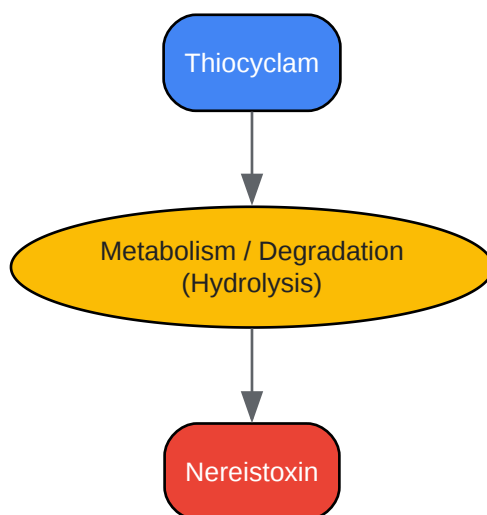 Thiocyclam
Metabolism / Degradation
(Hydrolysis)
Nereistoxin